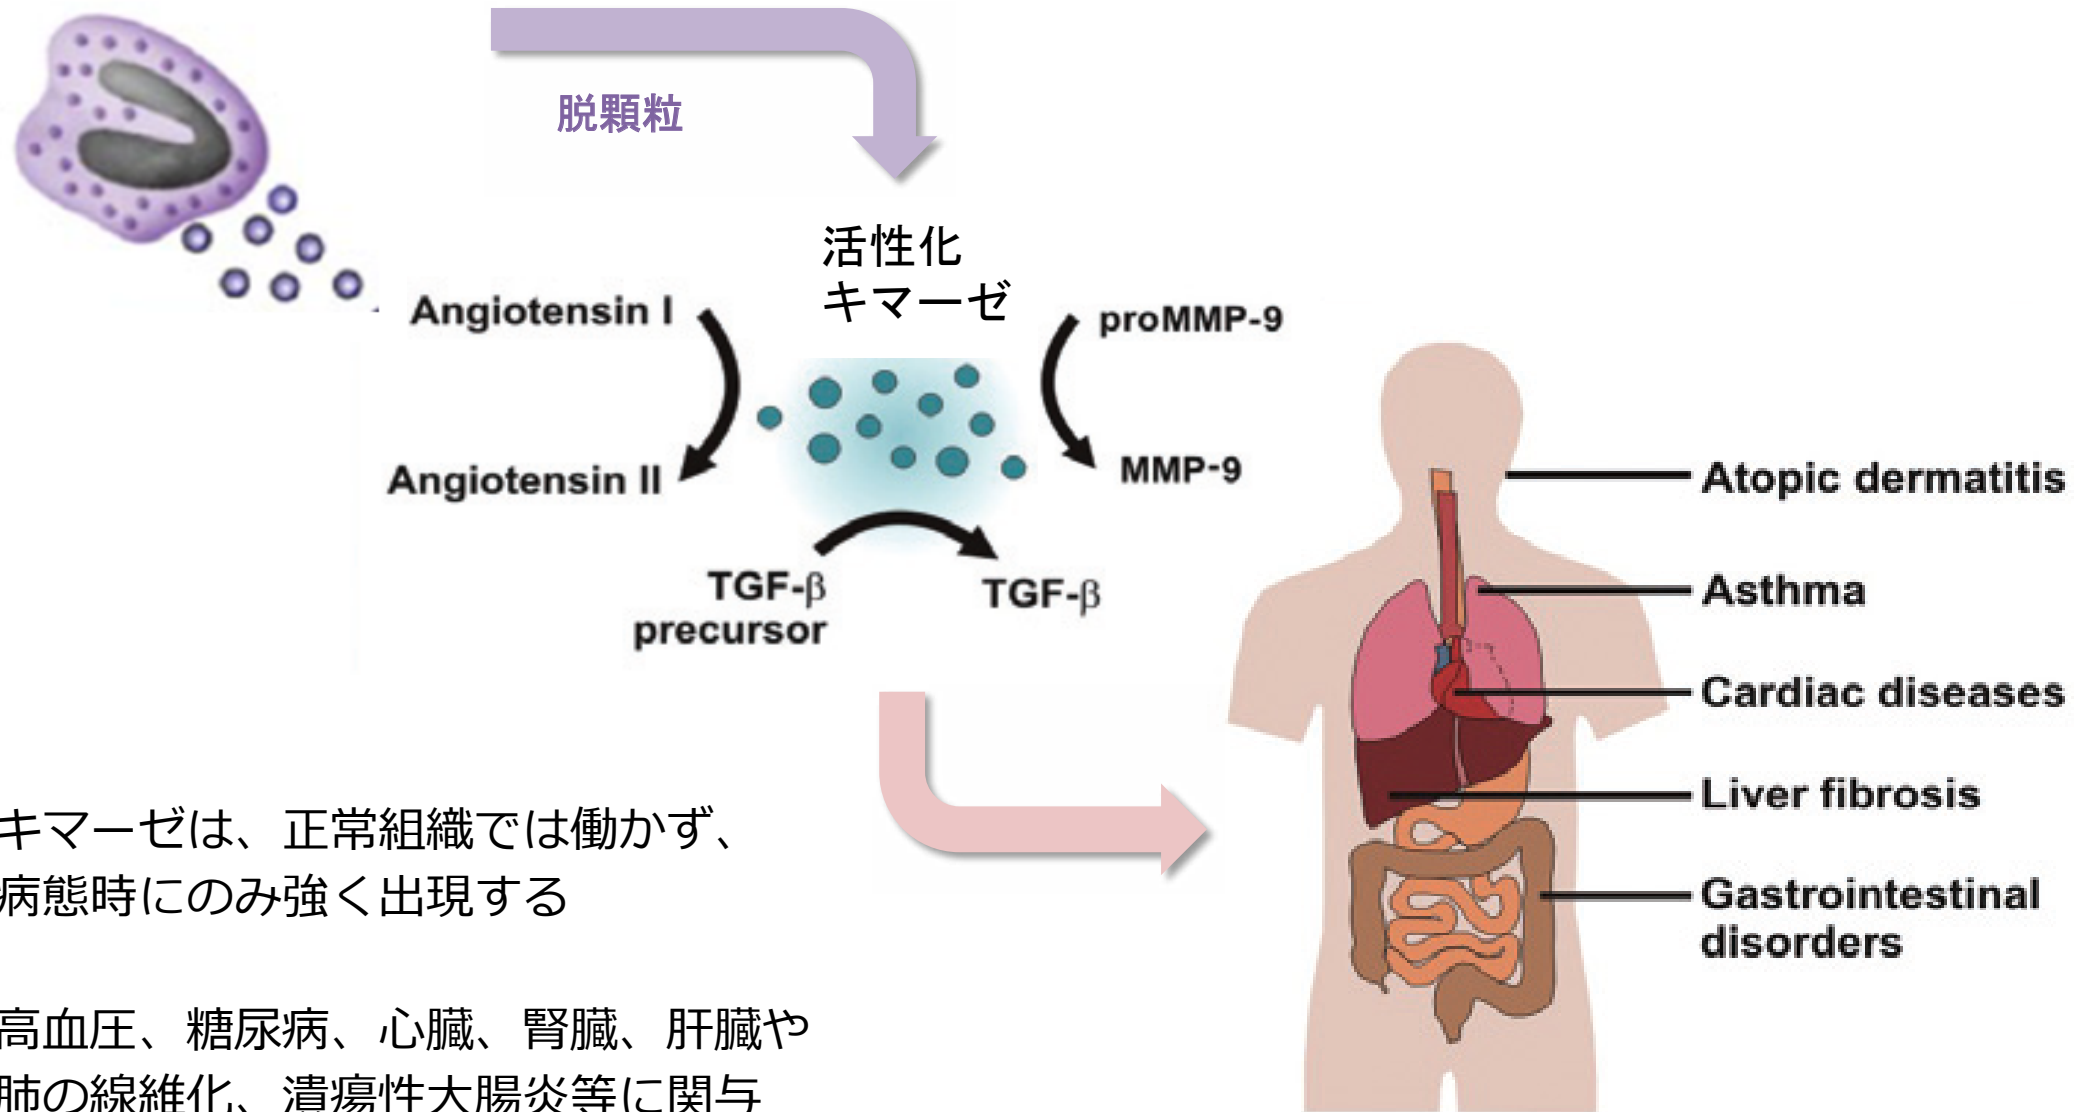 脱顆粒
活性化
キマーゼ
Angiotensin I
Angiotensin II
proMMP-9
MMP-9
TGF-β
precursor
TGF-β
Atopic dermatitis
Asthma
Cardiac diseases
Liver fibrosis
Gastrointestinal
disorders
キマーゼは、正常組織では働かず、
病態時にのみ強く出現する
高血圧、糖尿病、心臓、腎臓、肝臓や
肺の線維化、潰瘍性大腸炎等に関与